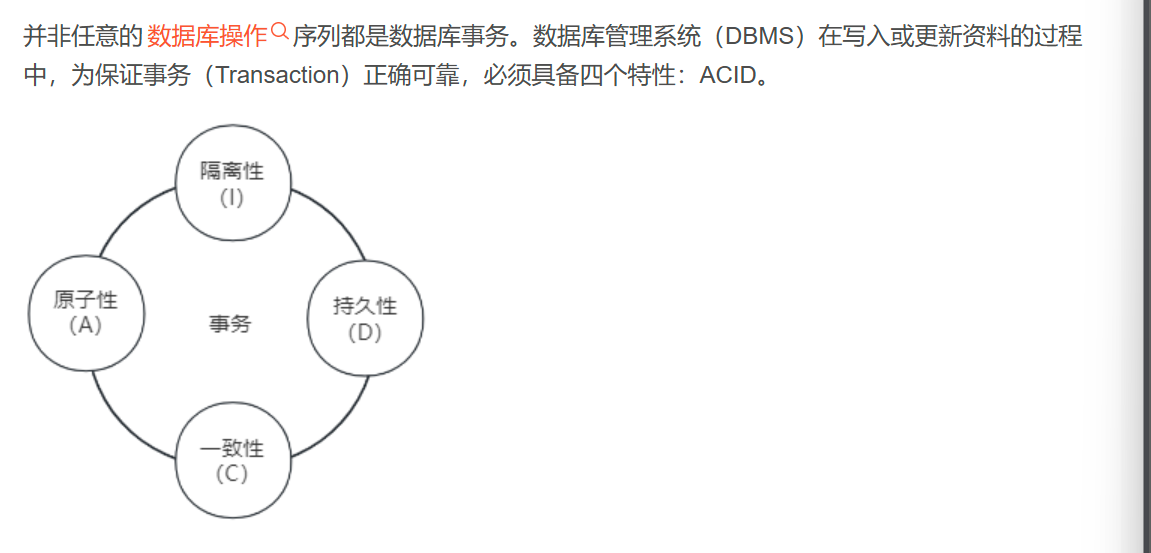 并非任意的 数据库操作 序列都是数据库事务。数据库管理系统（DBMS）在写入或更新资料的过程
中，为保证事务（Transaction）正确可靠，必须具备四个特性：ACID。
隔离性
（I）
原子性
（A）
事务
持久性
（D）
一致性
（C）